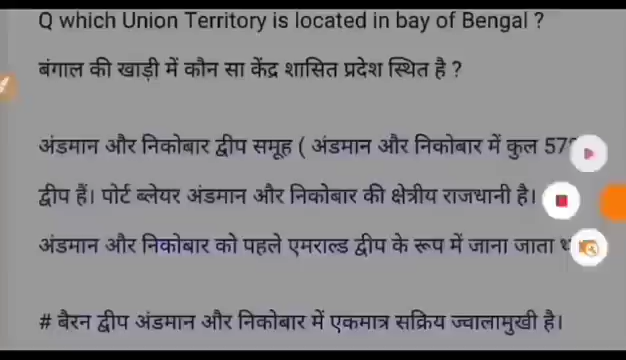 Q which Union Territory is located in bay of Bengal ?
बंगाल की खाड़ी में कौन सा केंद्र शासित प्रदेश स्थित है ?
अंडमान और निकोबार द्वीप समूह ( अंडमान और निकोबार में कुल
द्वीप हैं। पोर्ट ब्लेयर अंडमान और निकोबार की क्षेत्रीय राजधानी है।
अंडमान और निकोबार को पहले एमराल्ड द्वीप के रूप में जाना जाता
# बैरन द्वीप अंडमान और निकोबार में एकमात्र सक्रिय ज्वालामुखी है।